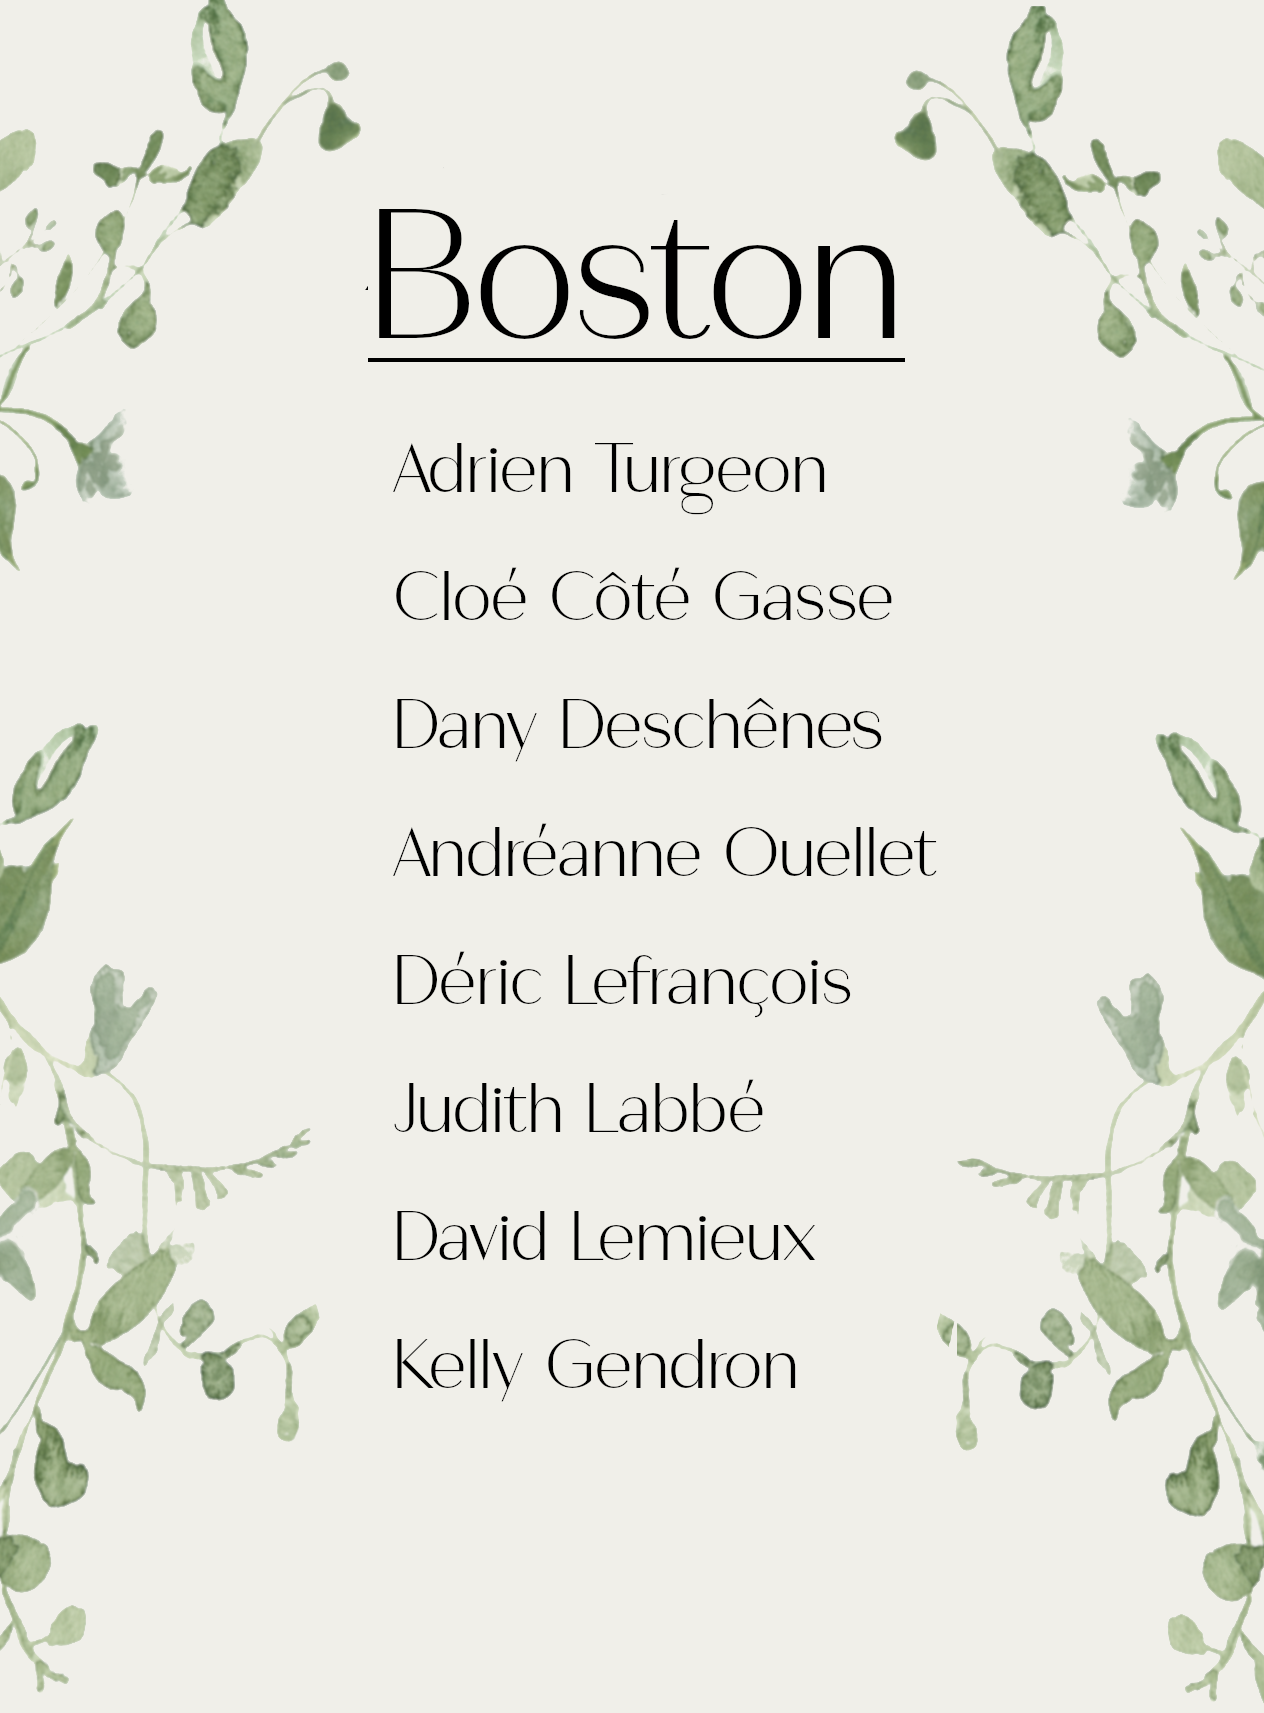 Boston
Adrien Turgeon
Cloé Côté Gasse
Dany Deschênes
Andréanne Ouellet
Déric Lefrançois
Judith Labbé
David Lemieux
Kelly Gendron